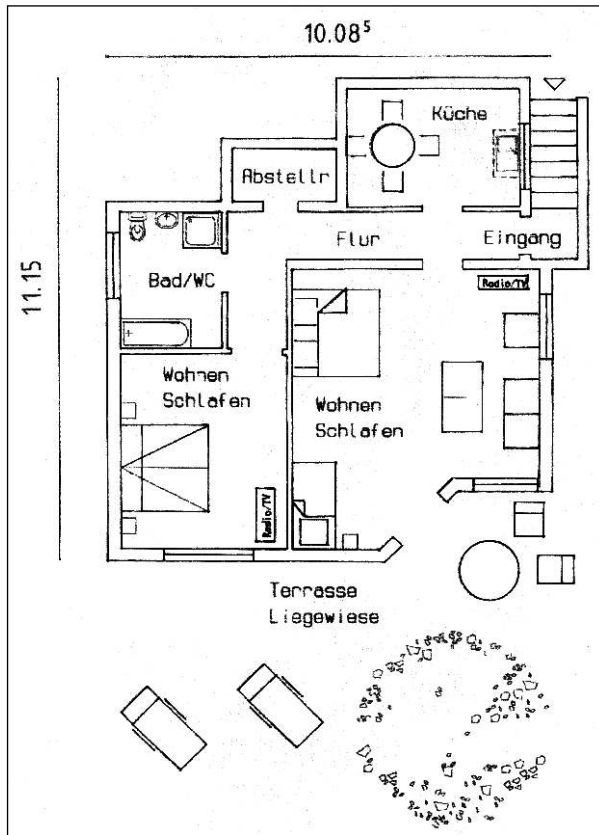 10.08⁵
11.15
Küche
Abstellr
Flur
Eingang
Bad/WC
Radio/TV
Wohnen
Schlafen
Wohnen
Schlafen
Radio/TV
Terrasse
Liegewiese